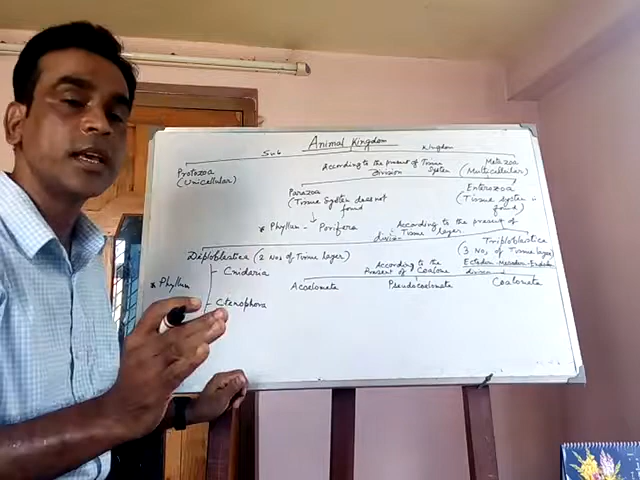 Animal Kingdom
Sub Kingdom
Protozoa
(Unicellular)
According to the present of Tissue System
Division
Metazoa
(Multicellular)
Parazoa
(Tissue System does not found)
Enterozoa
(Tissue System is found)
* Phyllum - Porifera
According to the present of Tissue layer.
division
Diploblastica (2 Nos of Tissue layer)
Triploblastica
(3 Nos of Tissue layer)
According to the Present of Coelome
division
* Phyllum
Cnidaria
Ctenophora
Acoelomata
Pseudocoelomata
Coelomata